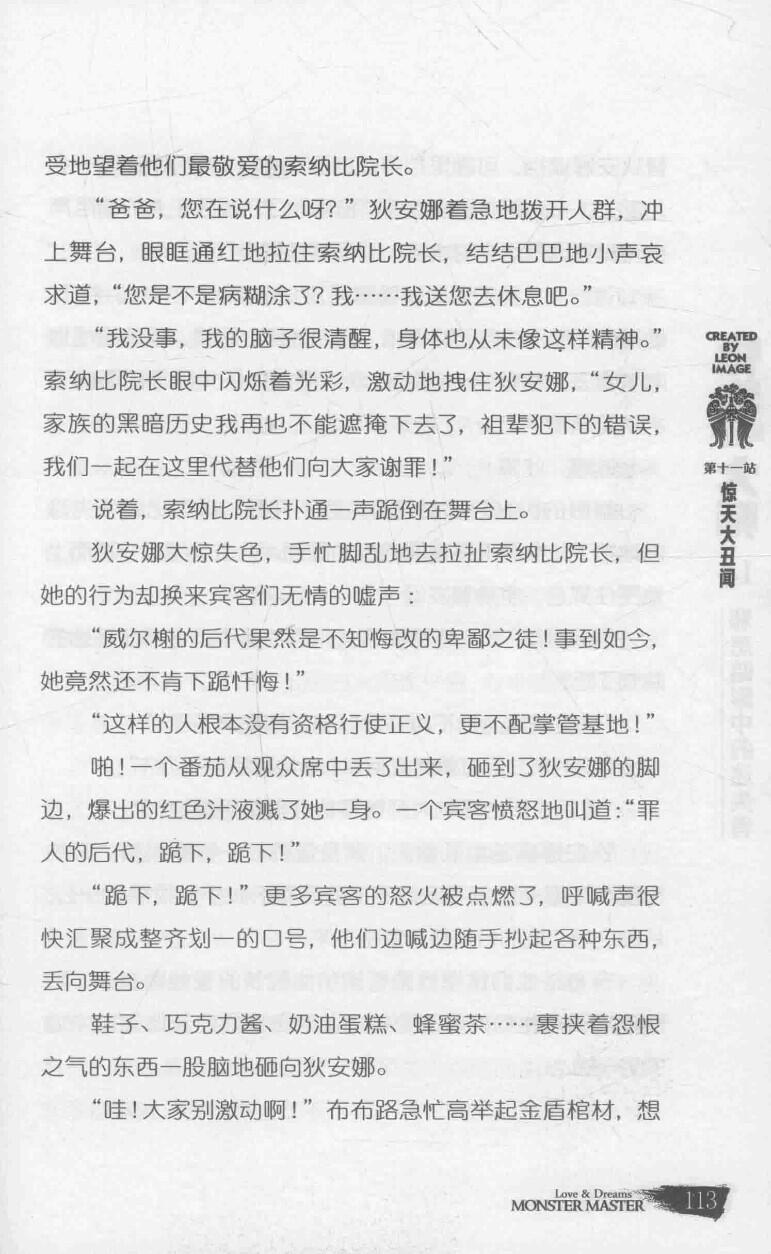 受地望着他们最敬爱的索纳比院长。
“爸爸，您在说什么呀？”狄安娜着急地拨开人群，冲
上舞台，眼眶通红地拉住索纳比院长，结结巴巴地小声哀
求道，“您是不是病糊涂了？我……我送您去休息吧。”
“我没事，我的脑子很清醒，身体也从未像这样精神。”
索纳比院长眼中闪烁着光彩，激动地拽住狄安娜，“女儿，
家族的黑暗历史我再也不能遮掩下去了，祖辈犯下的错误，
我们一起在这里代替他们向大家谢罪！”
说着，索纳比院长扑通一声跪倒在舞台上。
狄安娜大惊失色，手忙脚乱地去拉扯索纳比院长，但
她的行为却换来宾客们无情的嘘声：
“威尔榭的后代果然是不知悔改的卑鄙之徒！事到如今，
她竟然还不肯下跪忏悔！”
“这样的人根本没有资格行使正义，更不配掌管基地！”
啪！一个番茄从观众席中丢了出来，砸到了狄安娜的脚
边，爆出的红色汁液溅了她一身。一个宾客愤怒地叫道：“罪
人的后代，跪下，跪下！”
“跪下，跪下！”更多宾客的怒火被点燃了，呼喊声很
快汇聚成整齐划一的口号，他们边喊边随手抄起各种东西，
丢向舞台。
鞋子、巧克力酱、奶油蛋糕、蜂蜜茶……裹挟着怨恨
之气的东西一股脑地砸向狄安娜。
“哇！大家别激动啊！”布布路急忙高举起金盾棺材，想
CREATED
BY
LEON
IMAGE
第十一站
惊天大丑闻
Love & Dreams
MONSTER MASTER
113